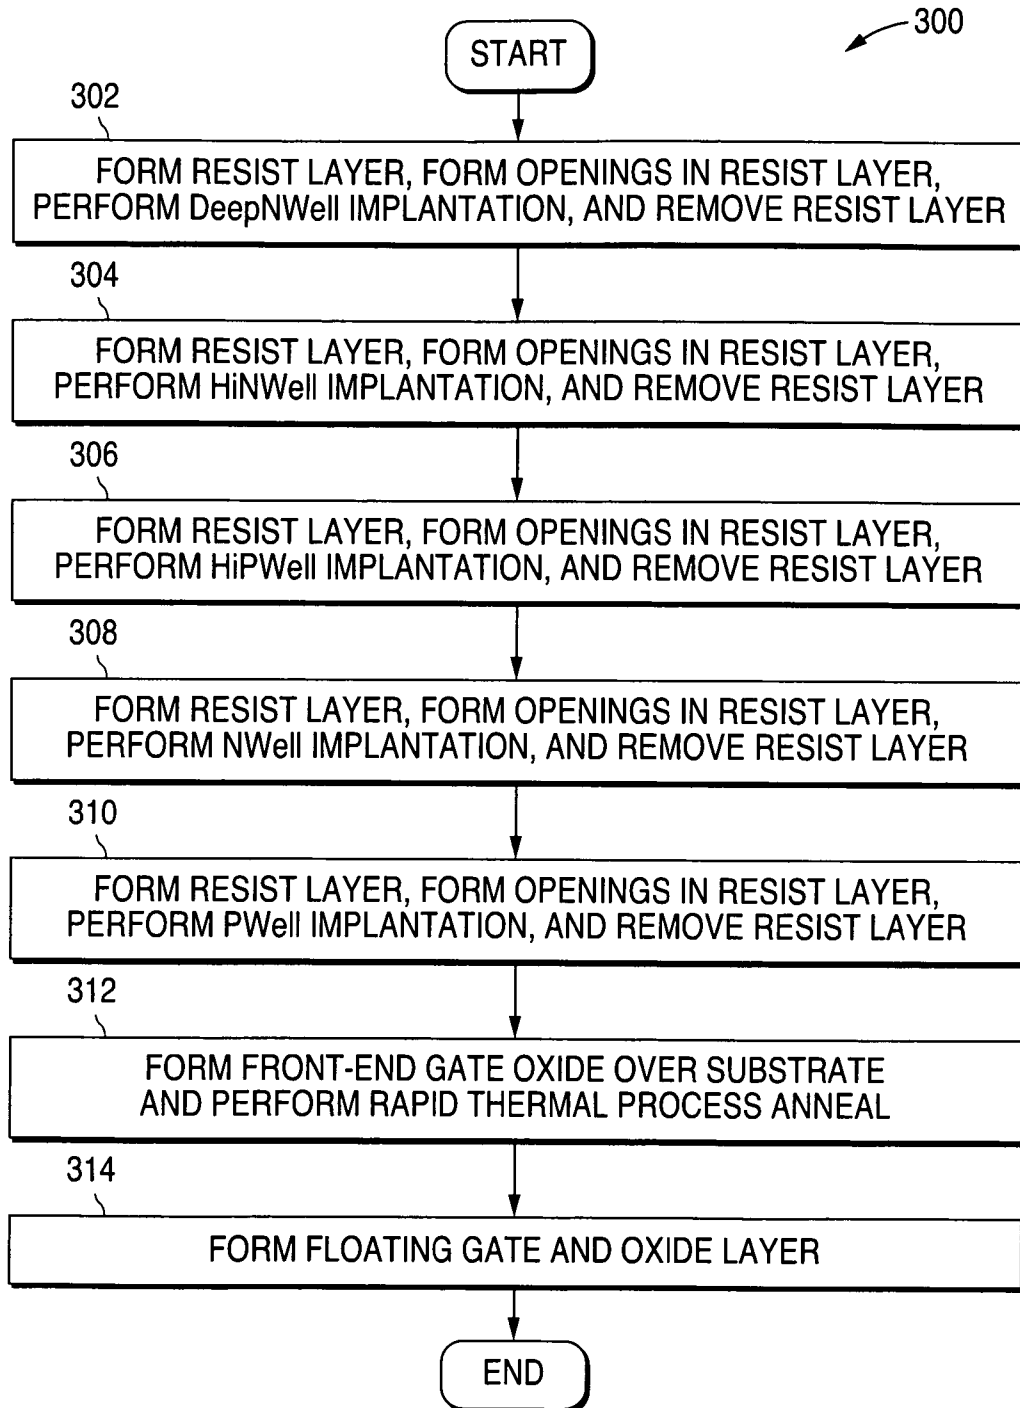 300
START
302
FORM RESIST LAYER, FORM OPENINGS IN RESIST LAYER,
PERFORM DeepNWell IMPLANTATION, AND REMOVE RESIST LAYER
304
FORM RESIST LAYER, FORM OPENINGS IN RESIST LAYER,
PERFORM HiNWell IMPLANTATION, AND REMOVE RESIST LAYER
306
FORM RESIST LAYER, FORM OPENINGS IN RESIST LAYER,
PERFORM HiPWell IMPLANTATION, AND REMOVE RESIST LAYER
308
FORM RESIST LAYER, FORM OPENINGS IN RESIST LAYER,
PERFORM NWell IMPLANTATION, AND REMOVE RESIST LAYER
310
FORM RESIST LAYER, FORM OPENINGS IN RESIST LAYER,
PERFORM PWell IMPLANTATION, AND REMOVE RESIST LAYER
312
FORM FRONT-END GATE OXIDE OVER SUBSTRATE
AND PERFORM RAPID THERMAL PROCESS ANNEAL
314
FORM FLOATING GATE AND OXIDE LAYER
END